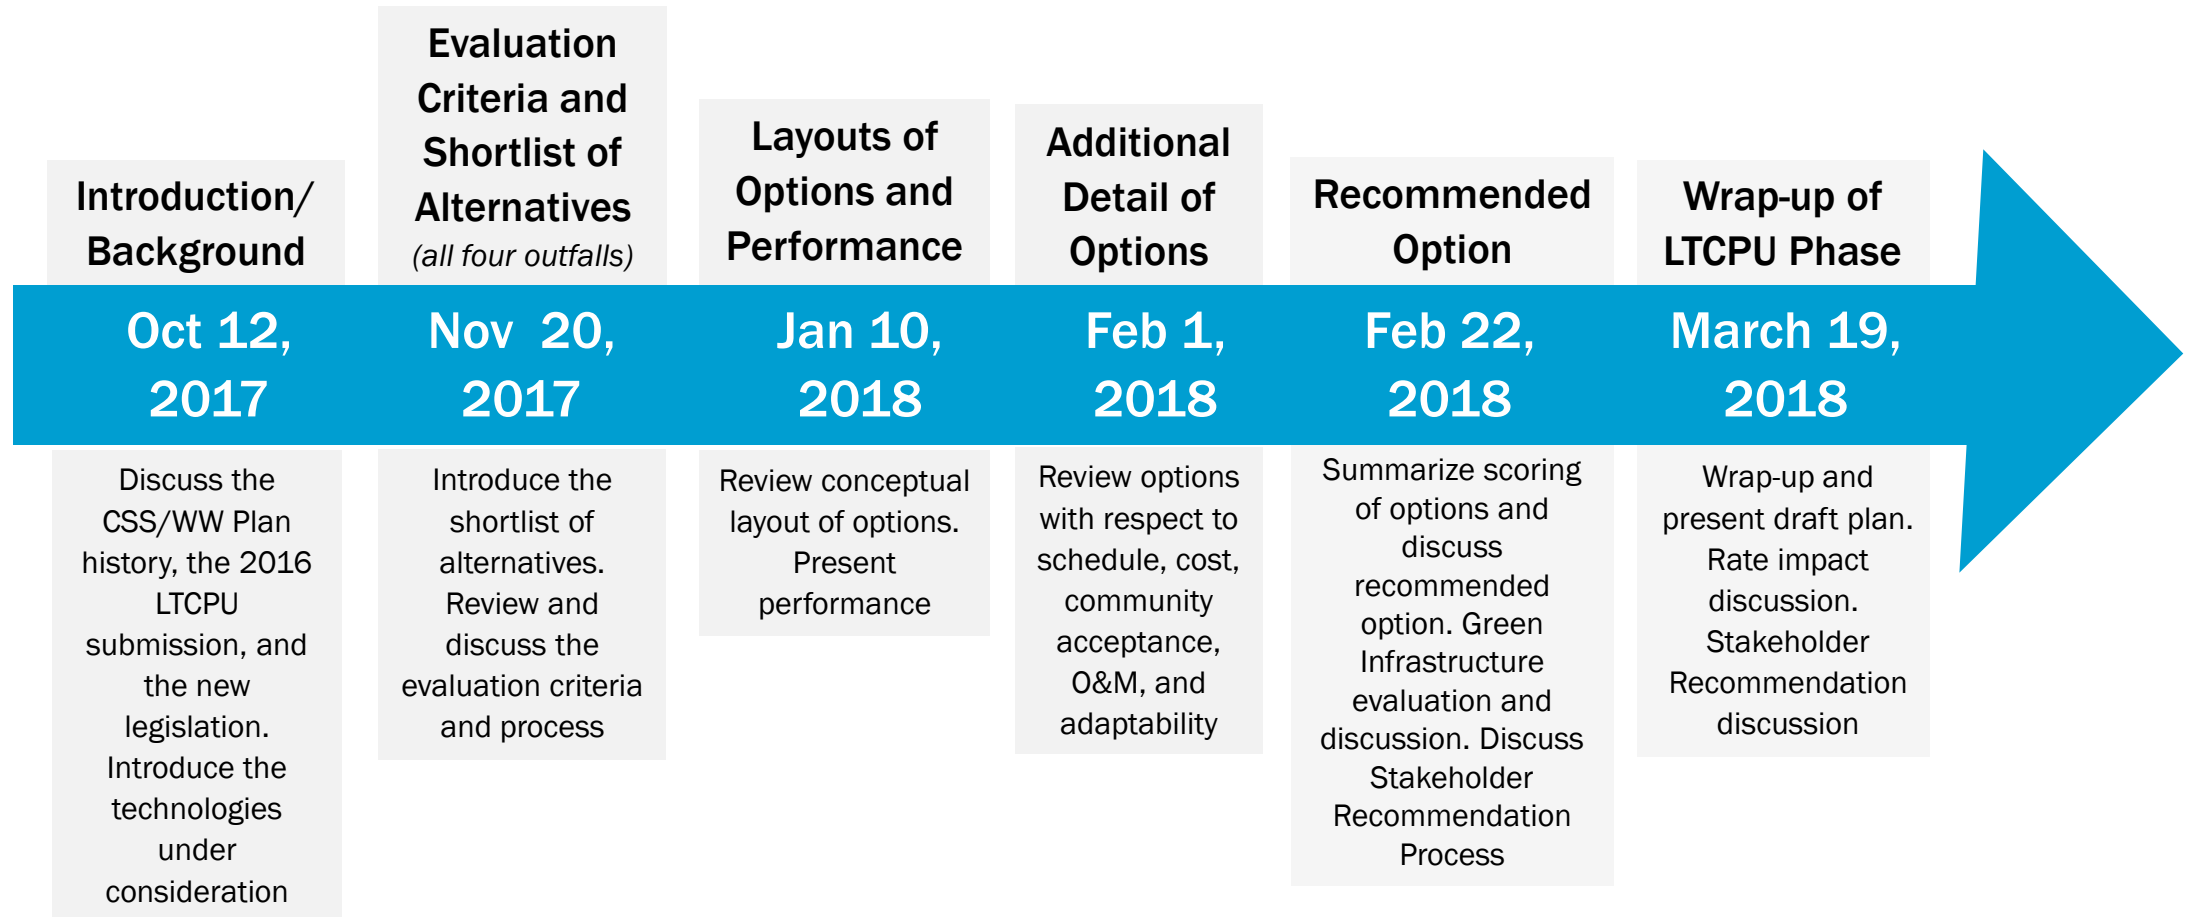 Introduction/
Background
Oct 12,
2017
Discuss the
CSS/WW Plan
history, the 2016
LTCPU
submission, and
the new
legislation.
Introduce the
technologies
under
consideration
Evaluation
Criteria and
Shortlist of
Alternatives
(all four outfalls)
Nov 20,
2017
Introduce the
shortlist of
alternatives.
Review and
discuss the
evaluation criteria
and process
Layouts of
Options and
Performance
Jan 10,
2018
Review conceptual
layout of options.
Present
performance
Additional
Detail of
Options
Feb 1,
2018
Review options
with respect to
schedule, cost,
community
acceptance,
O&M, and
adaptability
Recommended
Option
Feb 22,
2018
Summarize scoring
of options and
discuss
recommended
option. Green
Infrastructure
evaluation and
discussion. Discuss
Stakeholder
Recommendation
Process
Wrap-up of
LTCPU Phase
March 19,
2018
Wrap-up and
present draft plan.
Rate impact
discussion.
Stakeholder
Recommendation
discussion